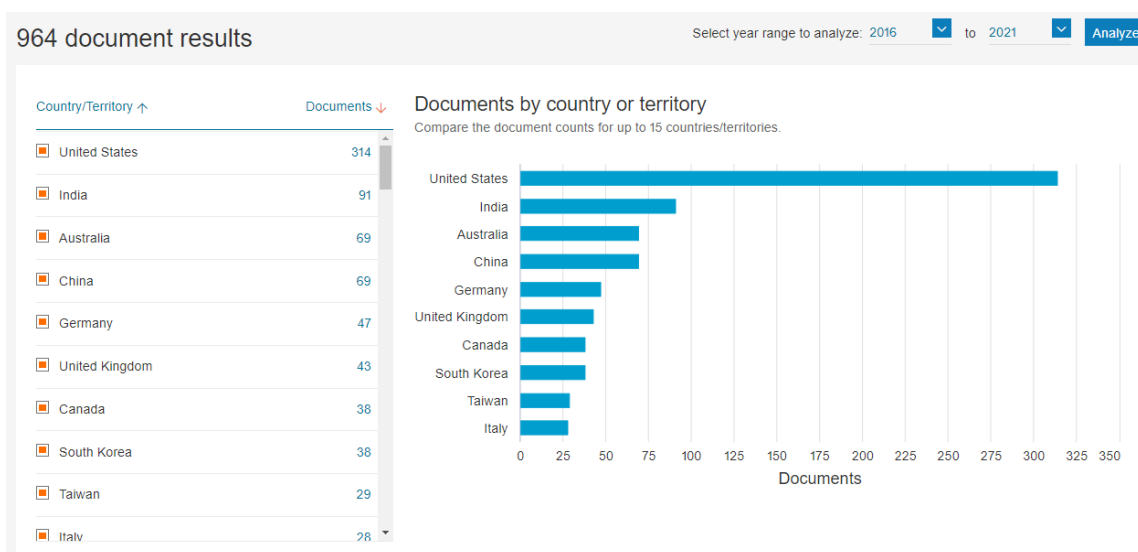 964 document results
Select year range to analyze: 2016 to 2021 Analyze
Country/Territory Documents
United States 314
India 91
Australia 69
China 69
Germany 47
United Kingdom 43
Canada 38
South Korea 38
Taiwan 29
Italy 28
Documents by country or territory
Compare the document counts for up to 15 countries/territories.
United States
India
Australia
China
Germany
United Kingdom
Canada
South Korea
Taiwan
Italy
0 25 50 75 100 125 150 175 200 225 250 275 300 325 350
Documents